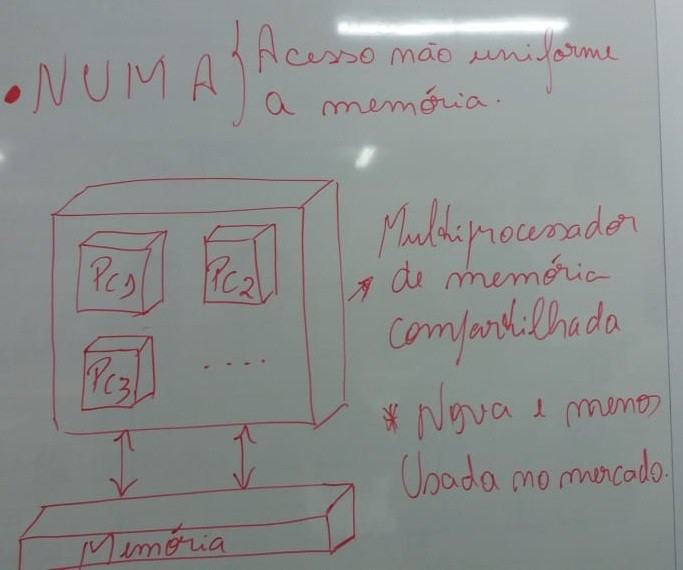 • NUMA } Acesso não uniforme
a memória.
PC1
PC2
PC3
....
Multiprocessador
de memória
compartilhada
* Nova e menos
Usada no mercado.
Memória